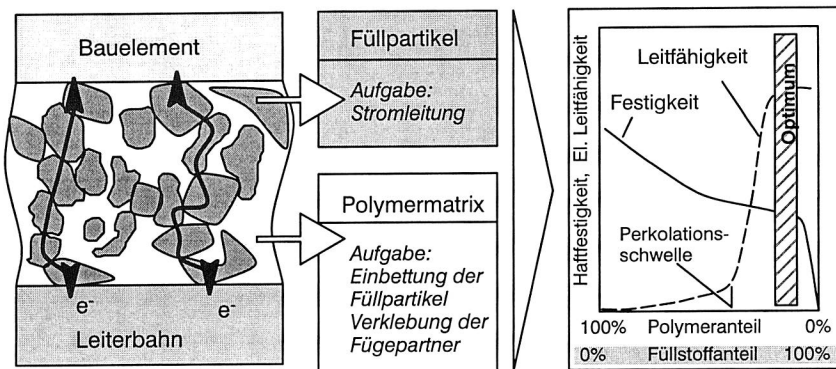 Bauelement
e-
e-
Leiterbahn
Füllpartikel
Aufgabe:
Stromleitung
Polymermatrix
Aufgabe:
Einbettung der
Füllpartikel
Verklebung der
Fügepartner
Haftfestigkeit, El. Leitfähigkeit
Leitfähigkeit
Festigkeit
Optimum
Perkolations-
schwelle
100% Polymeranteil 0%
0% Füllstoffanteil 100%